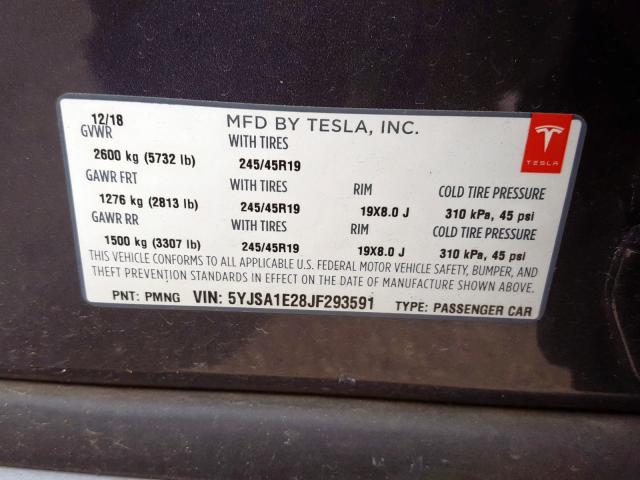 12/18 MFD BY TESLA, INC.
GVWR WITH TIRES
2600 kg (5732 lb) 245/45R19
GAWR FRT WITH TIRES RIM COLD TIRE PRESSURE
1276 kg (2813 lb) 245/45R19 19X8.0 J 310 kPa, 45 psi
GAWR RR WITH TIRES RIM COLD TIRE PRESSURE
1500 kg (3307 lb) 245/45R19 19X8.0 J 310 kPa, 45 psi
THIS VEHICLE CONFORMS TO ALL APPLICABLE U.S. FEDERAL MOTOR VEHICLE SAFETY, BUMPER, AND
THEFT PREVENTION STANDARDS IN EFFECT ON THE DATE OF MANUFACTURE SHOWN ABOVE.
PNT: PMNG VIN: 5YJSA1E28JF293591 TYPE: PASSENGER CAR
TESLA